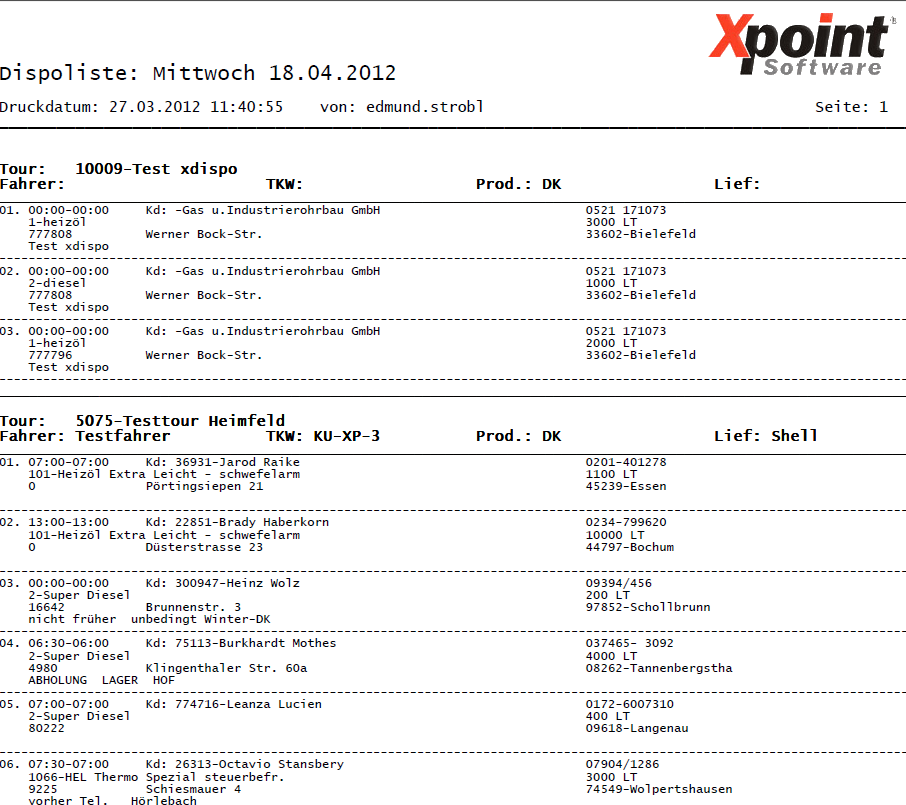 Xpoint
Software
Dispoliste: Mittwoch 18.04.2012
Druckdatum: 27.03.2012 11:40:55 von: edmund.strobl Seite: 1
Tour: 10009-Test xdispo
Fahrer: TKW: Prod.: DK Lief:
01. 00:00-00:00 Kd: -Gas u.Industrierohrbau GmbH 0521 171073
1-heizöl 3000 LT
777808 Werner Bock-Str. 33602-Bielefeld
Test xdispo
02. 00:00-00:00 Kd: -Gas u.Industrierohrbau GmbH 0521 171073
2-diesel 1000 LT
777808 Werner Bock-Str. 33602-Bielefeld
Test xdispo
03. 00:00-00:00 Kd: -Gas u.Industrierohrbau GmbH 0521 171073
1-heizöl 2000 LT
777796 Werner Bock-Str. 33602-Bielefeld
Test xdispo
Tour: 5075-Testtour Heimfeld
Fahrer: Testfahrer TKW: KU-XP-3 Prod.: DK Lief: Shell
01. 07:00-07:00 Kd: 36931-Jarod Raike 0201-401278
101-Heizöl Extra Leicht - schwefelarm 1100 LT
0 Pörtingsiepen 21 45239-Essen
02. 13:00-13:00 Kd: 22851-Brady Haberkorn 0234-799620
101-Heizöl Extra Leicht - schwefelarm 10000 LT
0 Düsterstrasse 23 44797-Bochum
03. 00:00-00:00 Kd: 300947-Heinz Wolz 09394/456
2-Super Diesel 200 LT
16642 Brunnenstr. 3 97852-Schollbrunn
nicht früher unbedingt Winter-DK
04. 06:30-06:00 Kd: 75113-Burkhardt Mothes 037465- 3092
2-Super Diesel 4000 LT
4980 Klingenthaler Str. 60a 08262-Tannenbergstha
ABHOLUNG LAGER HOF
05. 07:00-07:00 Kd: 774716-Leanza Lucien 0172-6007310
2-Super Diesel 400 LT
80222 09618-Langenau
06. 07:30-07:00 Kd: 26313-Octavio Stansbery 07904/1286
1066-HEL Thermo Spezial steuerbefr. 3000 LT
9225 Schiesmauer 4 74549-Wolpertshausen
vorher Tel. Hörlebach